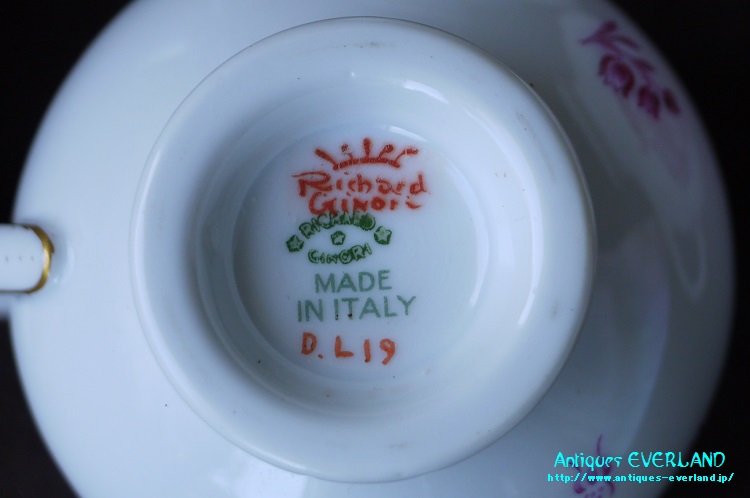 Richard
Ginori
RICHARD
GINORI
MADE
IN ITALY
D.L19
Antiques EVERLAND
http://www.antiques-everland.jp/